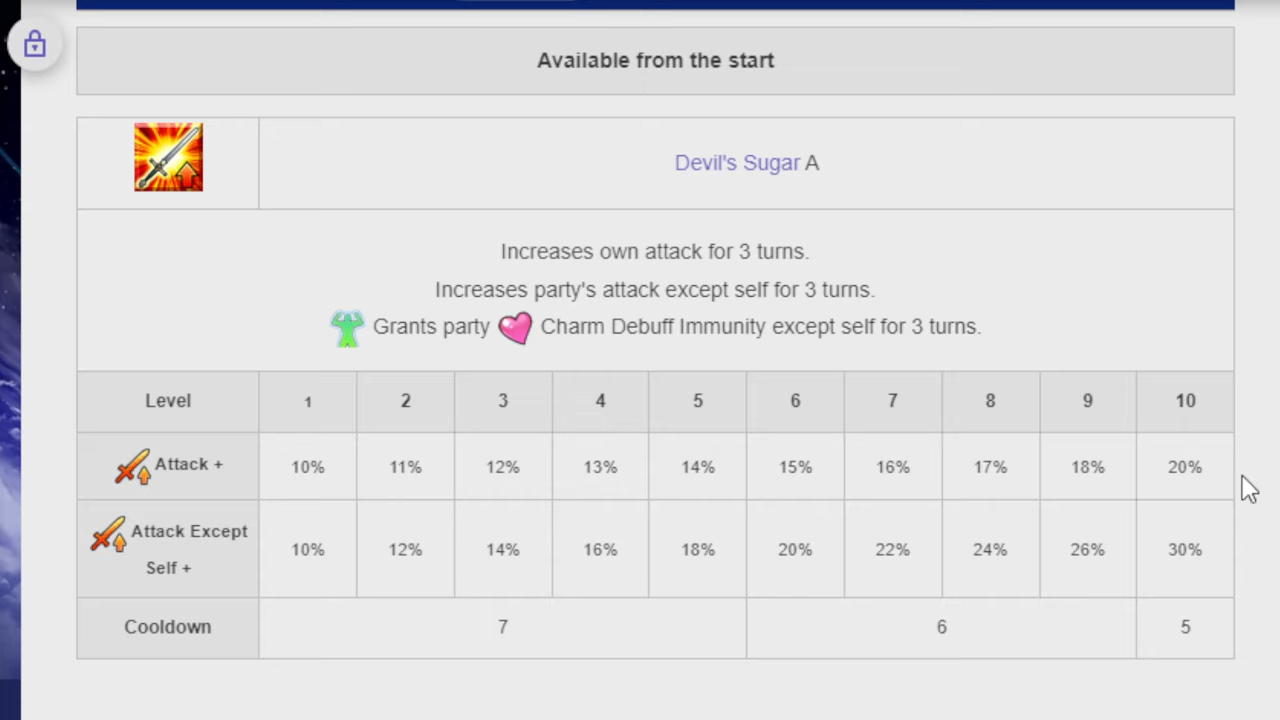 Available from the start
Devil's Sugar A
Increases own attack for 3 turns.
Increases party's attack except self for 3 turns.
Grants party Charm Debuff Immunity except self for 3 turns.
Level 1 2 3 4 5 6 7 8 9 10
Attack + 10% 11% 12% 13% 14% 15% 16% 17% 18% 20%
Attack Except
Self + 10% 12% 14% 16% 18% 20% 22% 24% 26% 30%
Cooldown 7 6 5